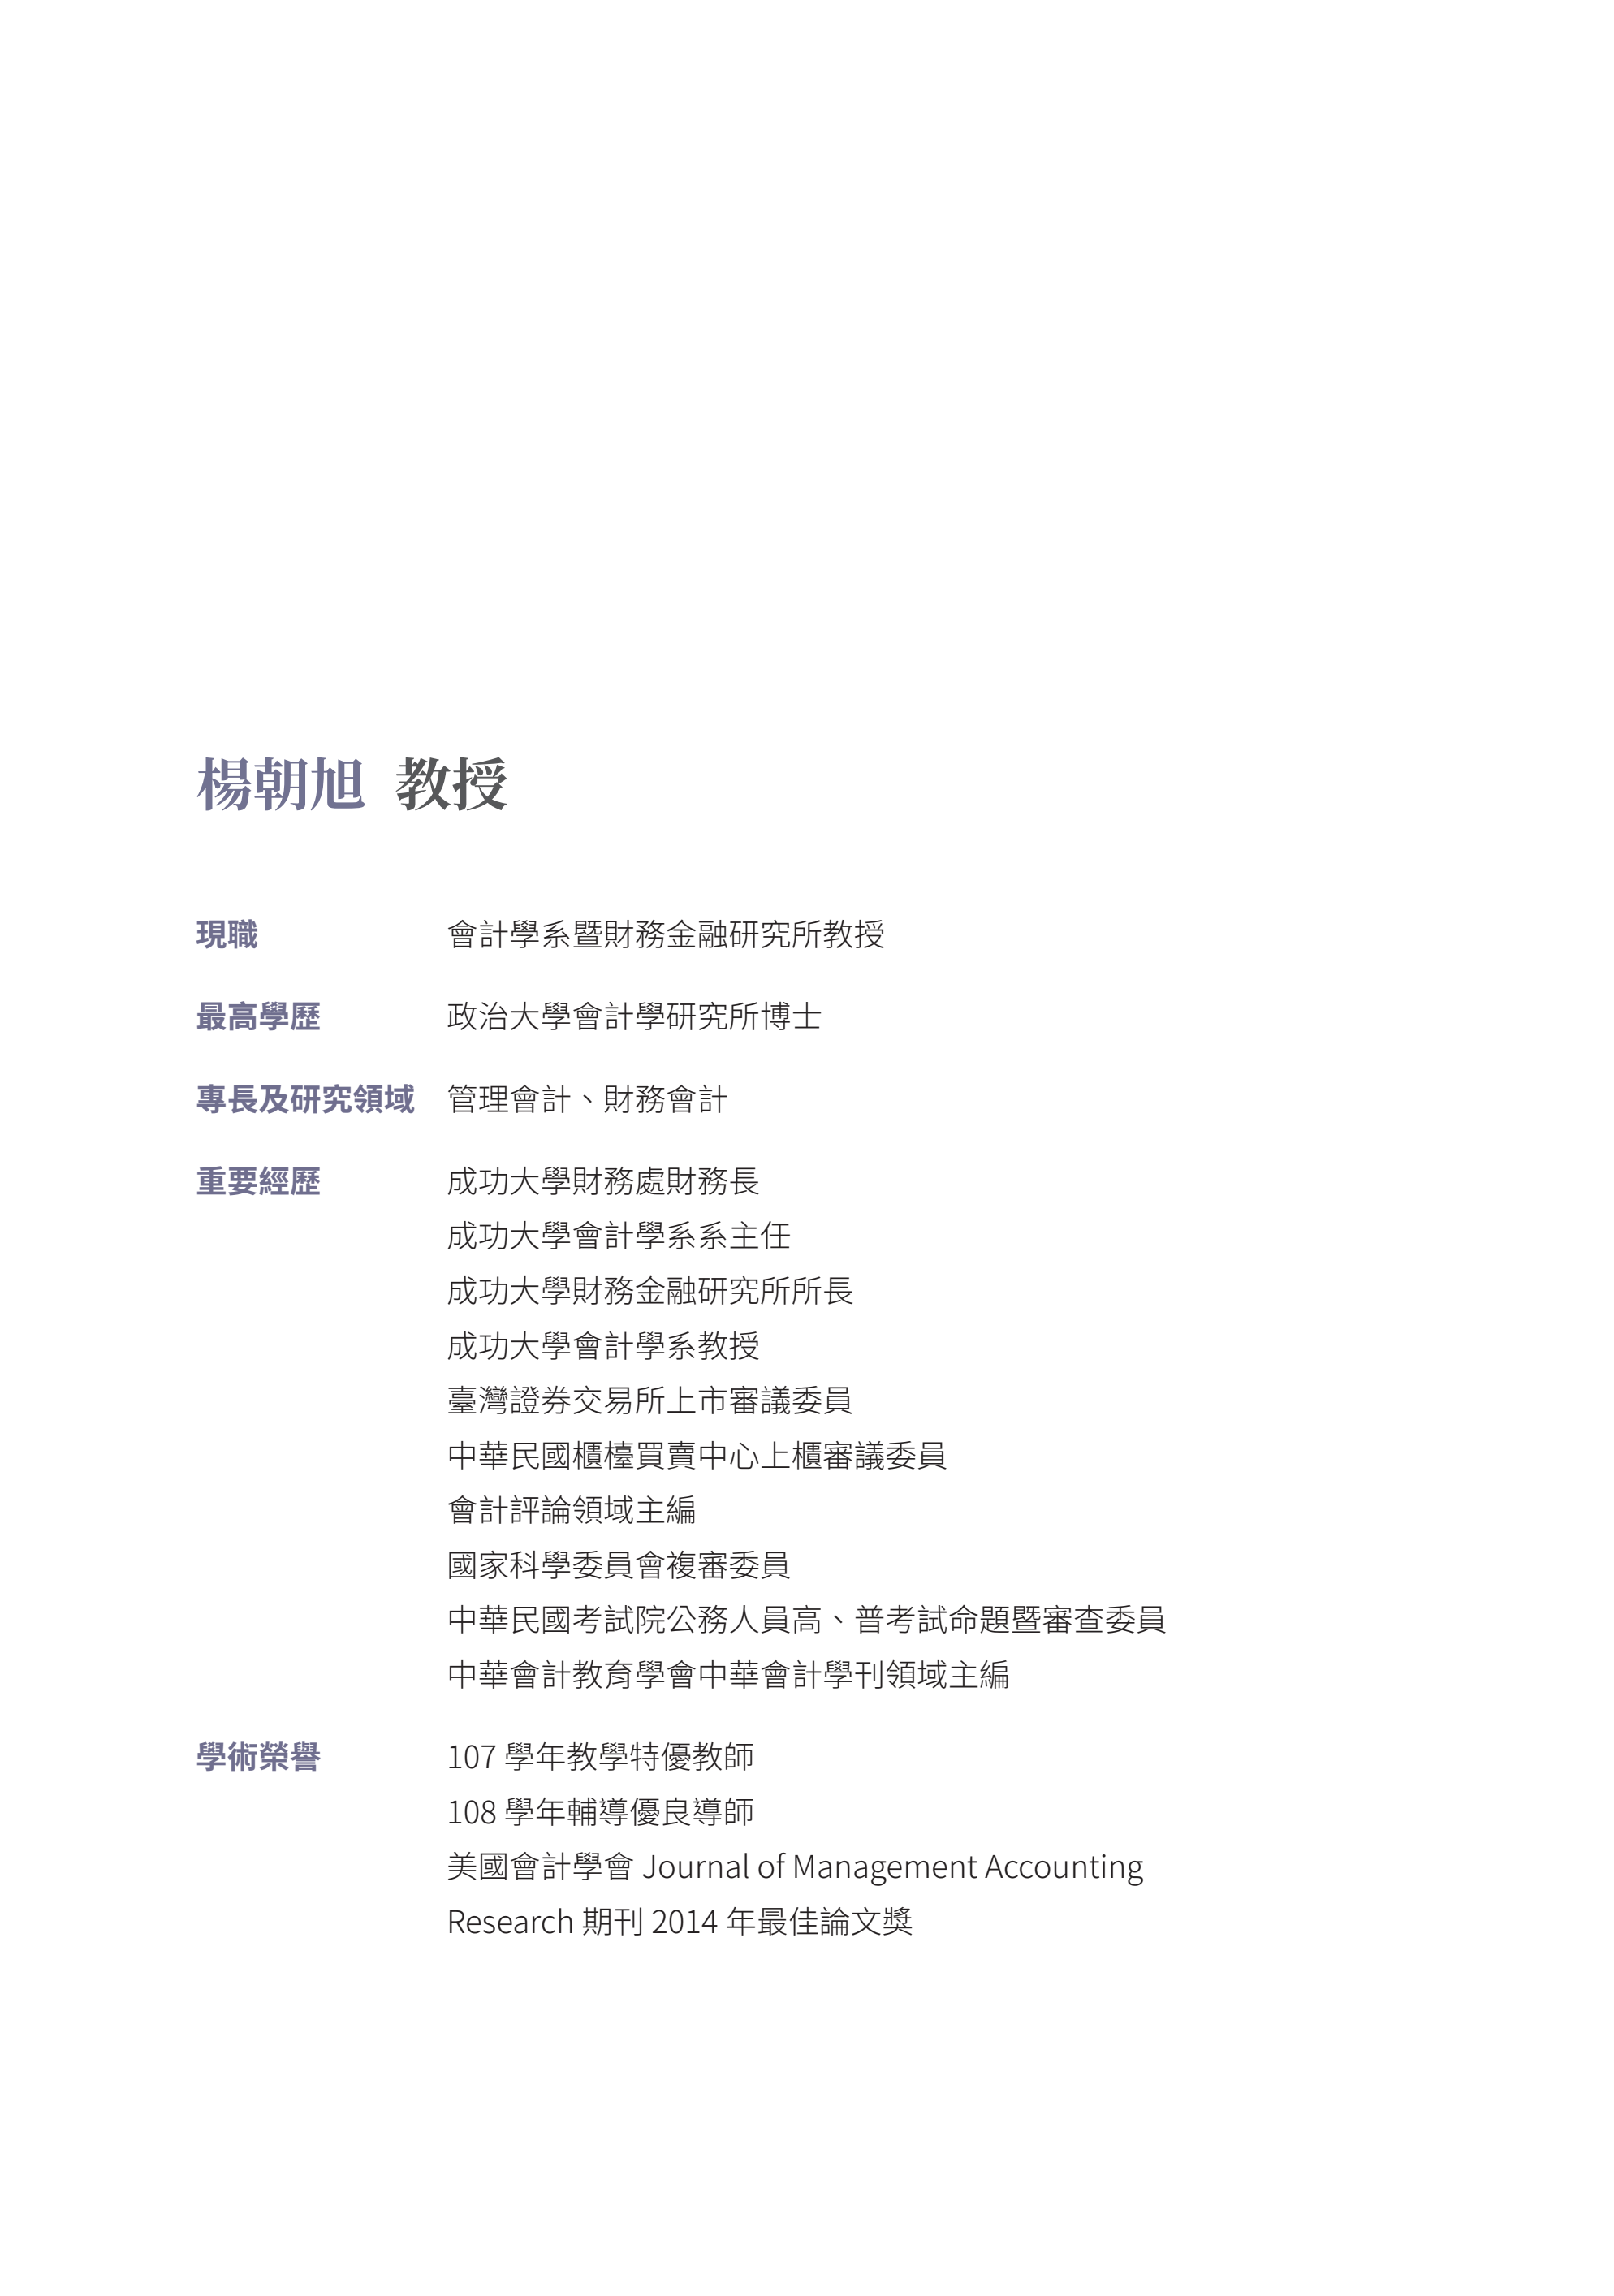 楊朝旭 教授
現職 會計學系暨財務金融研究所教授
最高學歷 政治大學會計學研究所博士
專長及研究領域 管理會計、財務會計
重要經歷 成功大學財務處財務長
成功大學會計學系系主任
成功大學財務金融研究所所長
成功大學會計學系教授
臺灣證券交易所上市審議委員
中華民國櫃檯買賣中心上櫃審議委員
會計評論領域主編
國家科學委員會複審委員
中華民國考試院公務人員高、普考試命題暨審查委員
中華會計教育學會中華會計學刊領域主編
學術榮譽 107 學年教學特優教師
108 學年輔導優良導師
美國會計學會 Journal of Management Accounting
Research 期刊 2014 年最佳論文獎